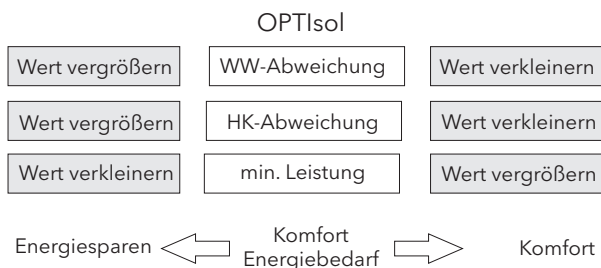 OPTIsol
Wert vergrößern WW-Abweichung Wert verkleinern
Wert vergrößern HK-Abweichung Wert verkleinern
Wert verkleinern min. Leistung Wert vergrößern
Energiesparen Komfort Energiebedarf Komfort